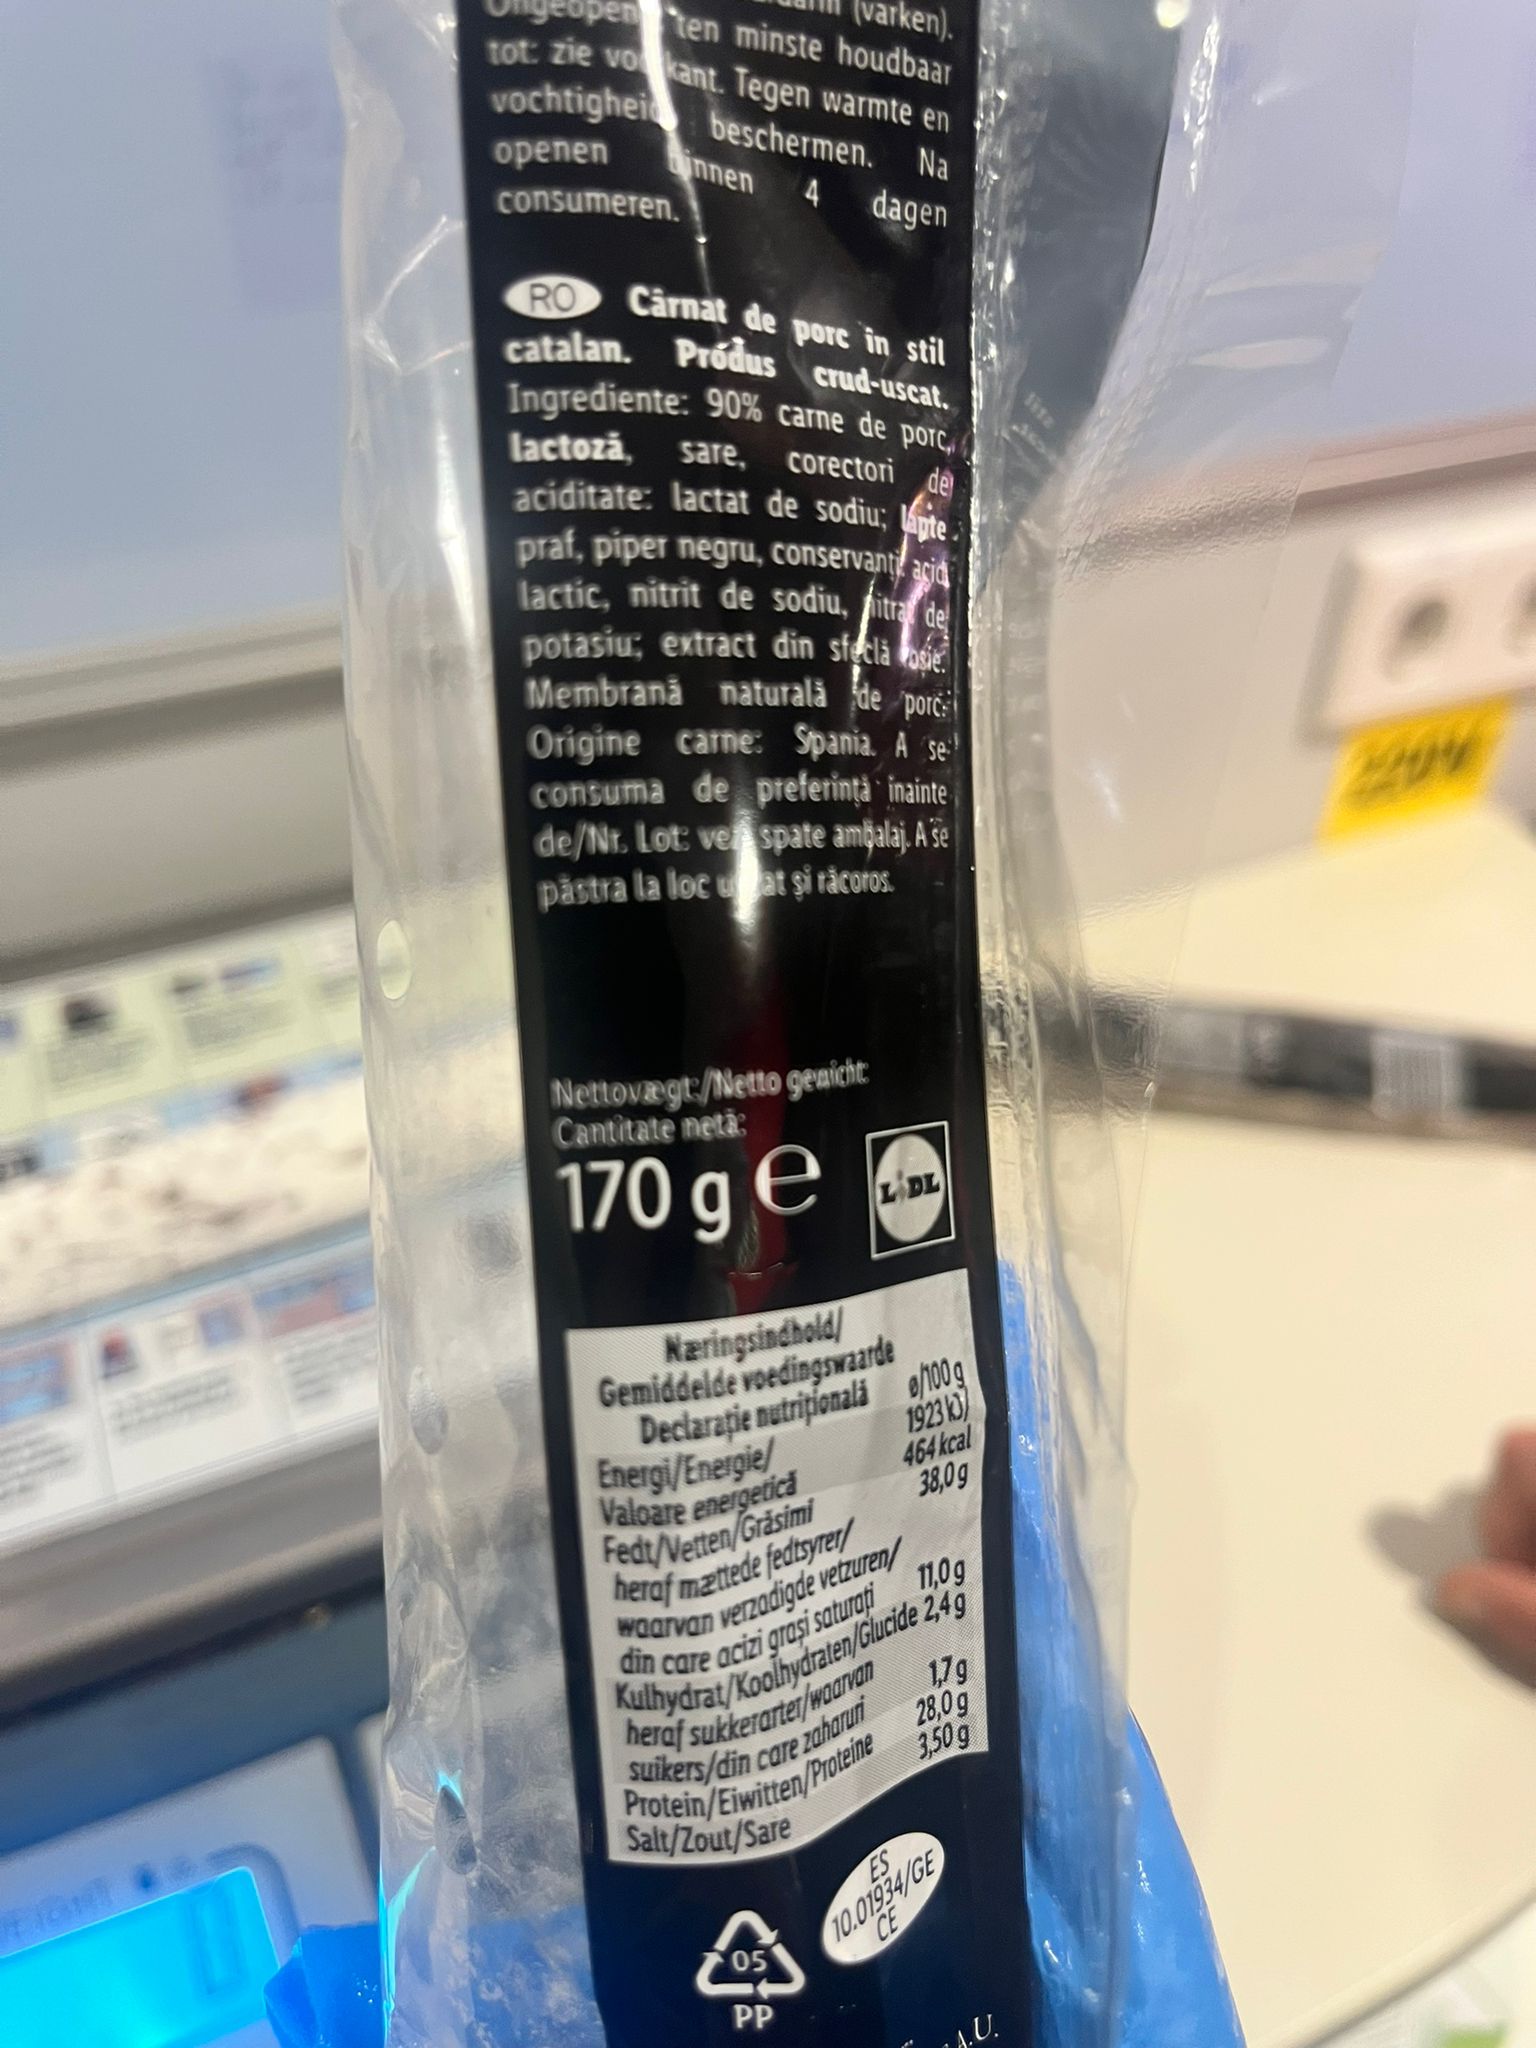 (varken).
ten minste houdbaar
tot: zie kant. Tegen warmte en
beschermen. Na
openen binnen 4 dagen
consumeren.
RO Cârnat de porc în stil
catalan. Produs crud-uscat.
Ingrediente: 90% carne de porc,
lactoză, sare, corectori de
aciditate: lactat de sodiu; lapte
praf, piper negru, conservanți: acid
lactic, nitrit de sodiu, de
potasiu; extract din sfeclă
Membrană naturală de porc.
Origine carne: Spania. A se
consuma de preferință înainte
de/Nr. Lot: spate ambalaj. A se
păstra la loc și răcoros.
Nettovægt:/Netto gewicht:
Cantitate netă:
170 g e
LIDL
Næringsindhold/
Gemiddelde voedingswaarde
Declarație nutrițională ø/100 g
Energi/Energie/ 1923 kJ/
Valoare energetică 464 kcal
Fedt/Vetten/Grăsimi 38,0 g
heraf mættede fedtsyrer/
waarvan verzadigde vetzuren/
din care acizi grași saturați 11,0 g
Kulhydrat/Koolhydraten/Glucide 2,4 g
heraf sukkerarter/waarvan
suikers/din care zaharuri 1,7 g
Protein/Eiwitten/Proteine 28,0 g
Salt/Zout/Sare 3,50 g
ES
10.01934/GE
CE
05
PP
A.U.
220V